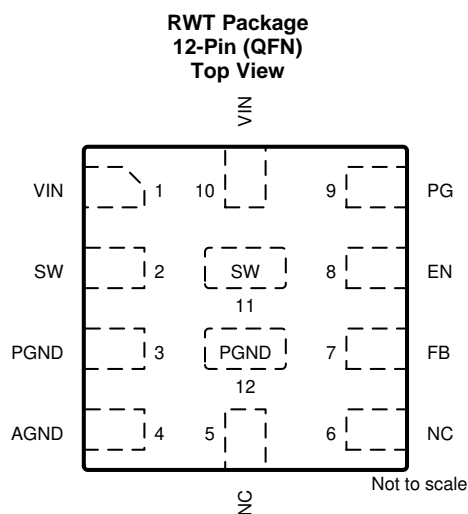 RWT Package
12-Pin (QFN)
Top View
VIN
VIN 1 10 9 PG
SW 2 SW 8 EN
11
PGND 3 PGND 7 FB
12
AGND 4 5 6 NC
Not to scale
NC